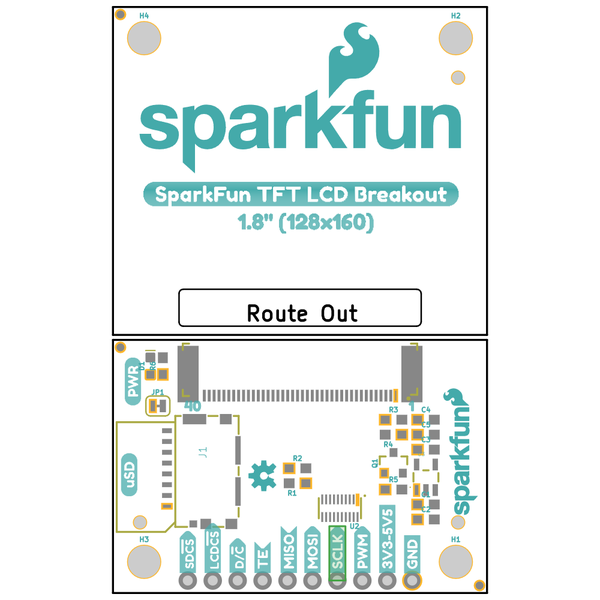 H4
H2
sparkfun
SparkFun TFT LCD Breakout
1.8" (128x160)
Route Out
PWR
D1
R6
JP1
40
1
R3
C4
C5
C3
R4
Q1
R5
C1
C2
J1
uSD
R2
R1
U2
sparkfun
SDCS
LCDCS
D/C
TE
MISO
MOSI
SCLK
PWM
3V3-5V5
GND
H3
H1